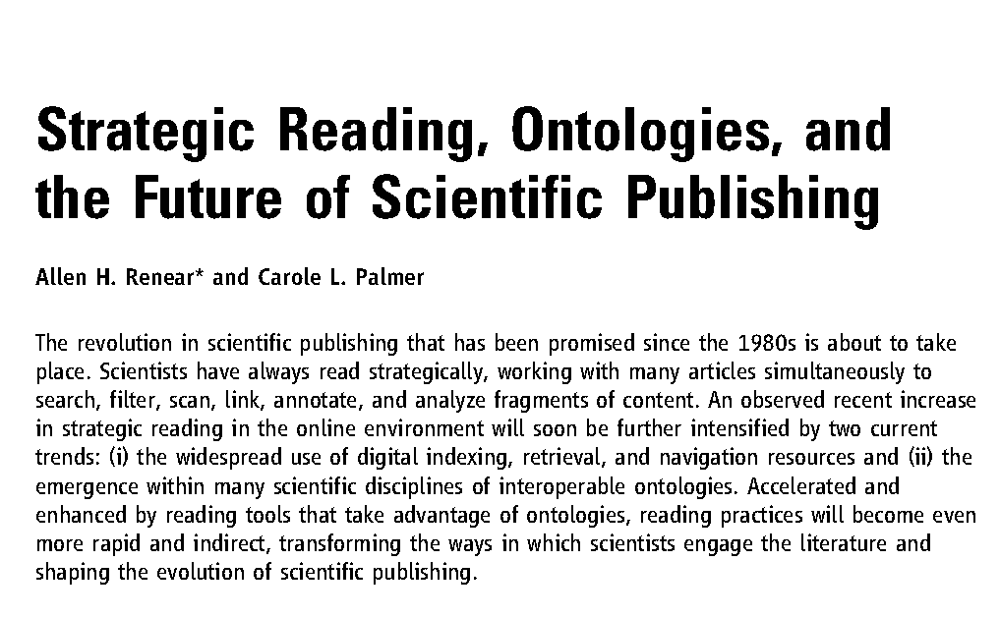 Strategic Reading, Ontologies, and
the Future of Scientific Publishing
Allen H. Renear* and Carole L. Palmer
The revolution in scientific publishing that has been promised since the 1980s is about to take
place. Scientists have always read strategically, working with many articles simultaneously to
search, filter, scan, link, annotate, and analyze fragments of content. An observed recent increase
in strategic reading in the online environment will soon be further intensified by two current
trends: (i) the widespread use of digital indexing, retrieval, and navigation resources and (ii) the
emergence within many scientific disciplines of interoperable ontologies. Accelerated and
enhanced by reading tools that take advantage of ontologies, reading practices will become even
more rapid and indirect, transforming the ways in which scientists engage the literature and
shaping the evolution of scientific publishing.